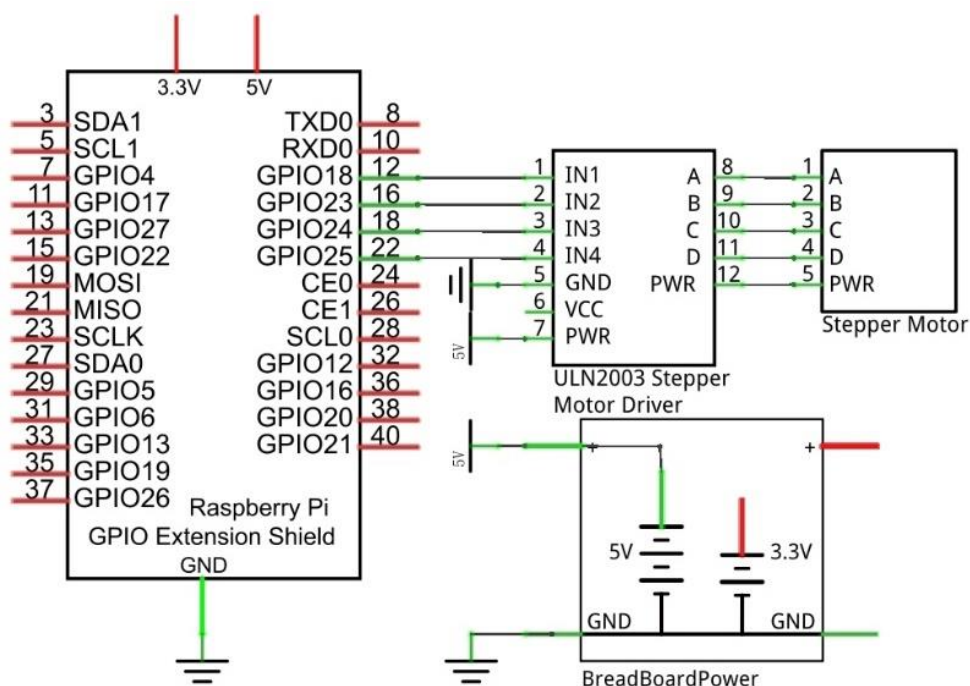 3.3V 5V
3 SDA1 TXD0 8
5 SCL1 RXD0 10
7 GPIO4 GPIO18 12
11 GPIO17 GPIO23 16
13 GPIO27 GPIO24 18
15 GPIO22 GPIO25 22
19 MOSI CE0 24
21 MISO CE1 26
23 SCLK SCL0 28
27 SDA0 GPIO12 32
29 GPIO5 GPIO16 36
31 GPIO6 GPIO20 38
33 GPIO13 GPIO21 40
35 GPIO19
37 GPIO26
Raspberry Pi
GPIO Extension Shield
GND
1 IN1 A 8
2 IN2 B 9
3 IN3 C 10
4 IN4 D 11
5 GND PWR 12
6 VCC
7 PWR
5V
ULN2003 Stepper
Motor Driver
1 A
2 B
3 C
4 D
5 PWR
Stepper Motor
5V
+ +
5V 3.3V
GND GND
BreadBoardPower